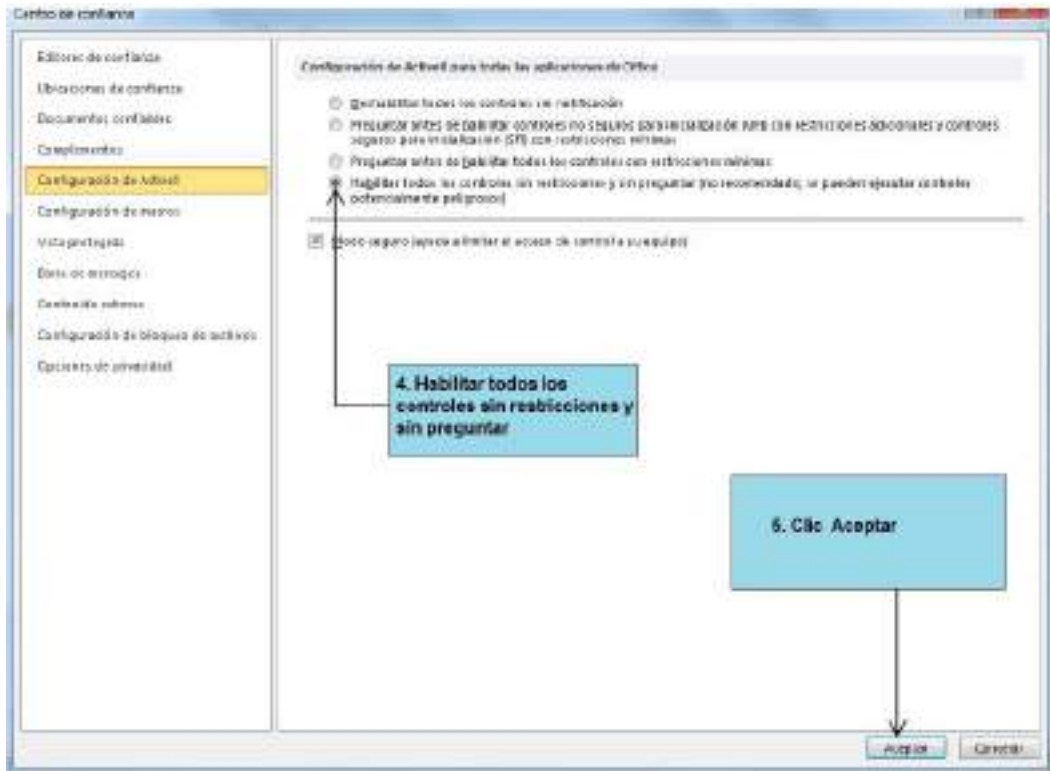 Centro de confianza
Editores de confianza
Ubicaciones de confianza
Documentos confiables
Complementos
Configuración de ActiveX
Configuración de macros
Vista protegida
Barra de mensajes
Contenido externo
Configuración de bloqueo de archivos
Opciones de privacidad
Configuración de ActiveX para todas las aplicaciones de Office
Deshabilitar todos los controles sin notificación
Preguntar antes de habilitar controles no seguros para inicialización (UFI) con restricciones adicionales y controles
seguros para inicialización (SFI) con restricciones mínimas
Preguntar antes de habilitar todos los controles con restricciones mínimas
Habilitar todos los controles sin restricciones y sin preguntar (no recomendado; se pueden ejecutar controles
potencialmente peligrosos)
Modo seguro (ayuda a limitar el acceso de control a su equipo)
4. Habilitar todos los
controles sin restricciones y
sin preguntar
5. Clic Aceptar
Aceptar
Cancelar